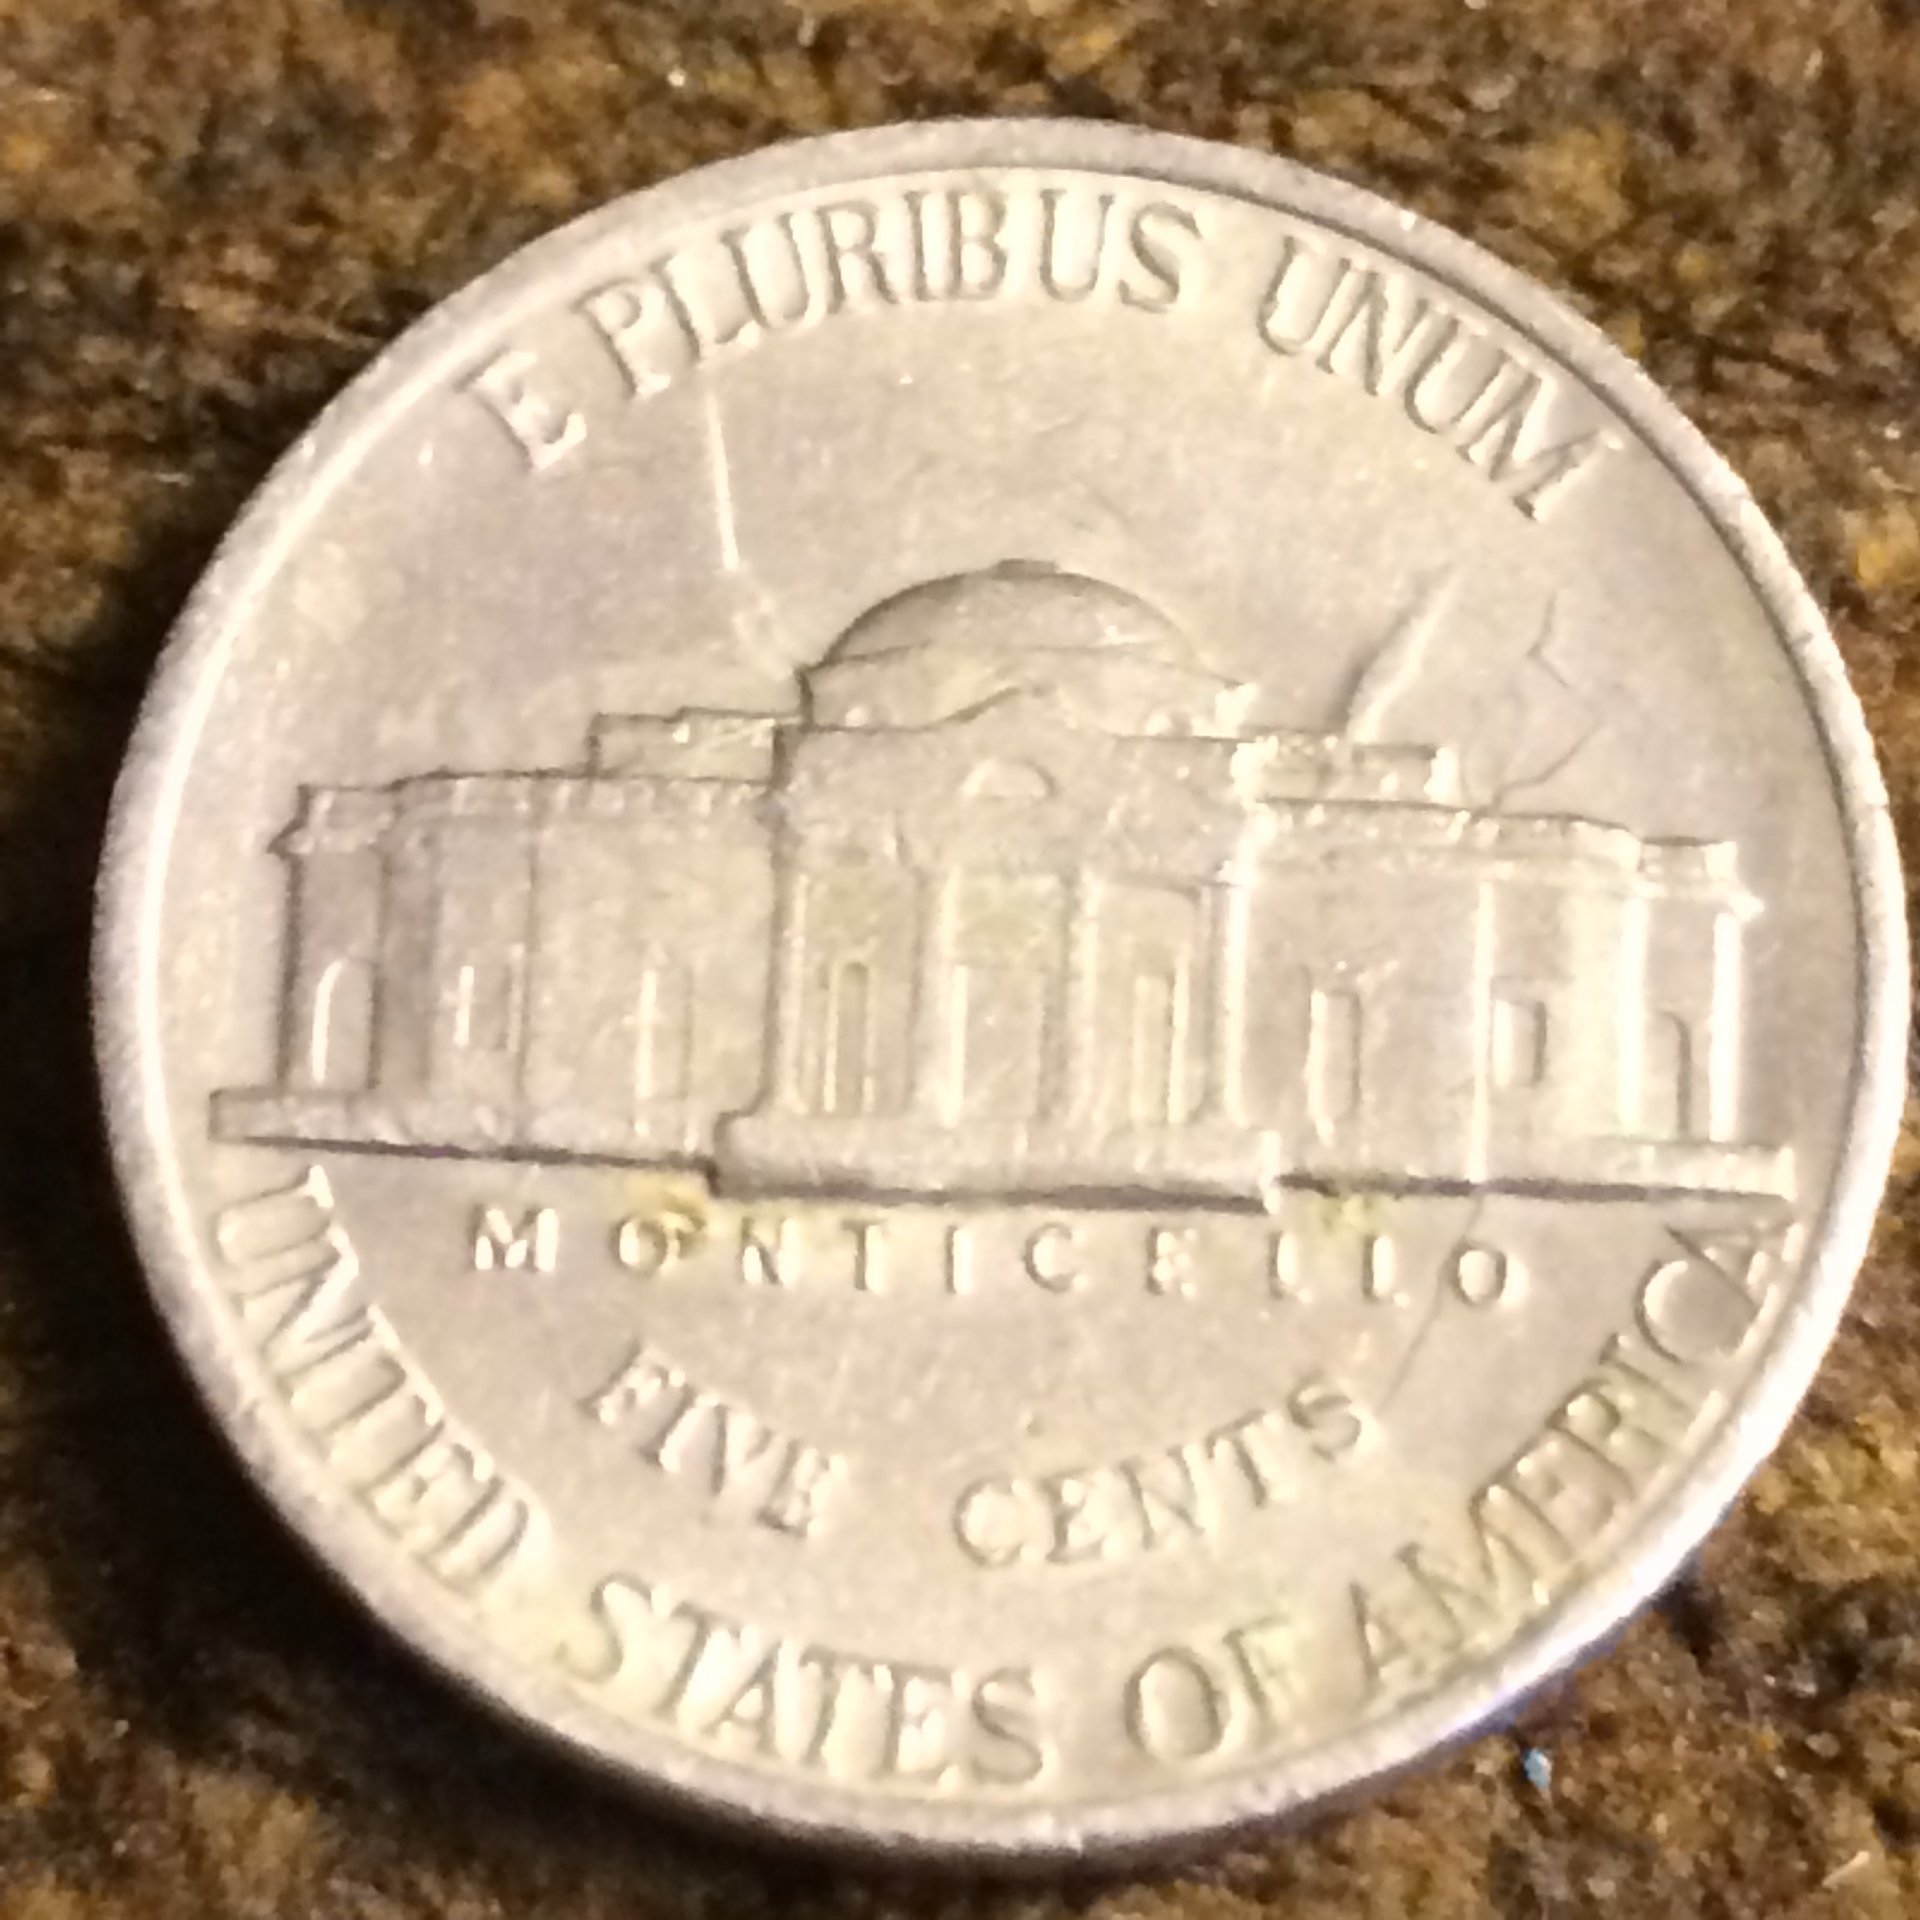 E PLURIBUS UNUM
MONTICELLO
FIVE CENTS
UNITED STATES OF AMERICA